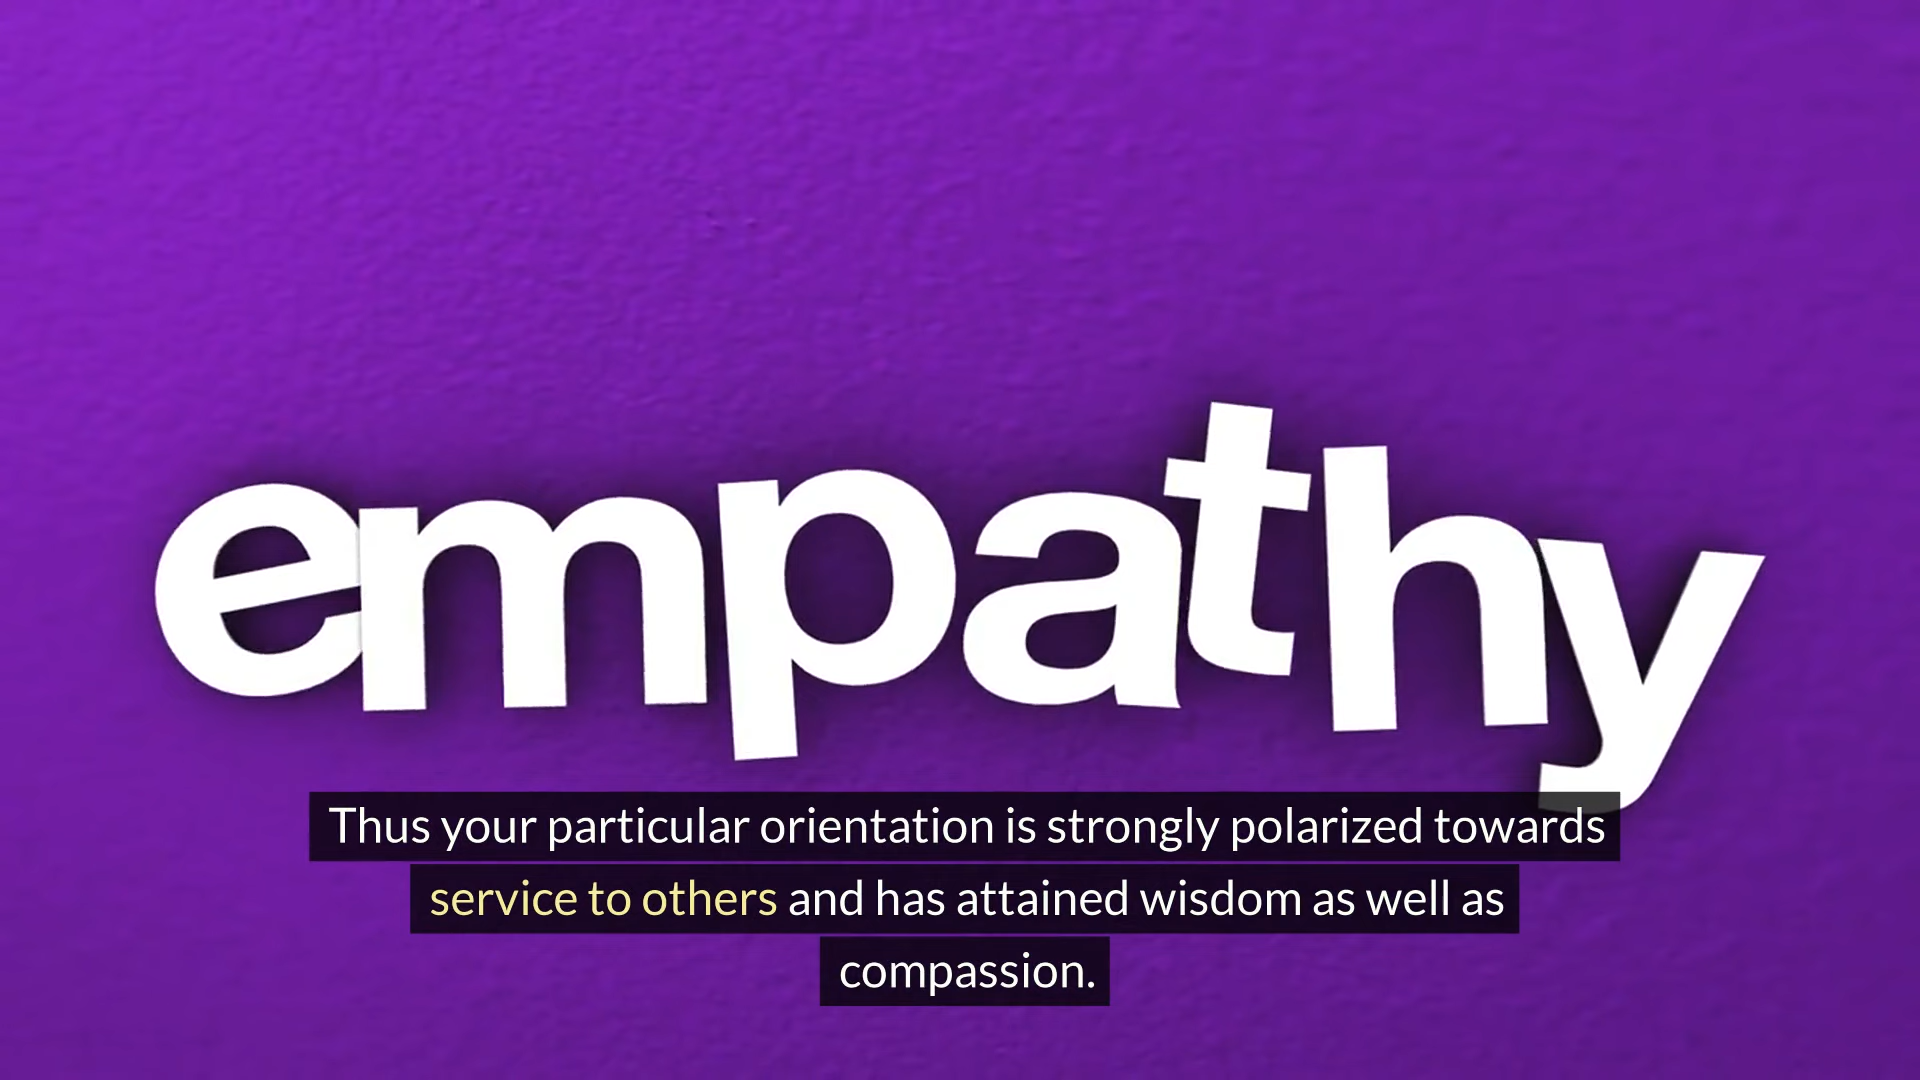 empathy
Thus your particular orientation is strongly polarized towards
service to others and has attained wisdom as well as
compassion.